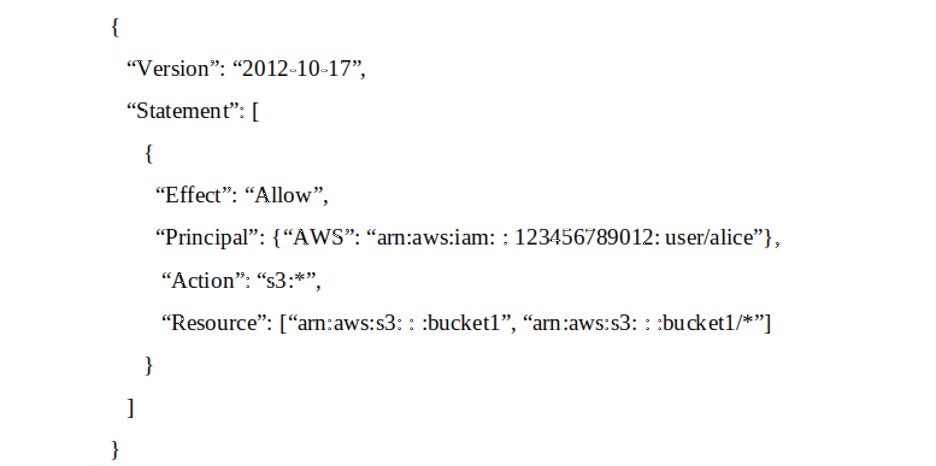 {
“Version”: “2012-10-17”,
“Statement”: [
{
“Effect”: “Allow”,
“Principal”: {“AWS”: “arn:aws:iam: : 123456789012: user/alice”},
“Action”: “s3:*”,
“Resource”: [“arn:aws:s3: : :bucket1”, “arn:aws:s3: : :bucket1/*”]
}
]
}